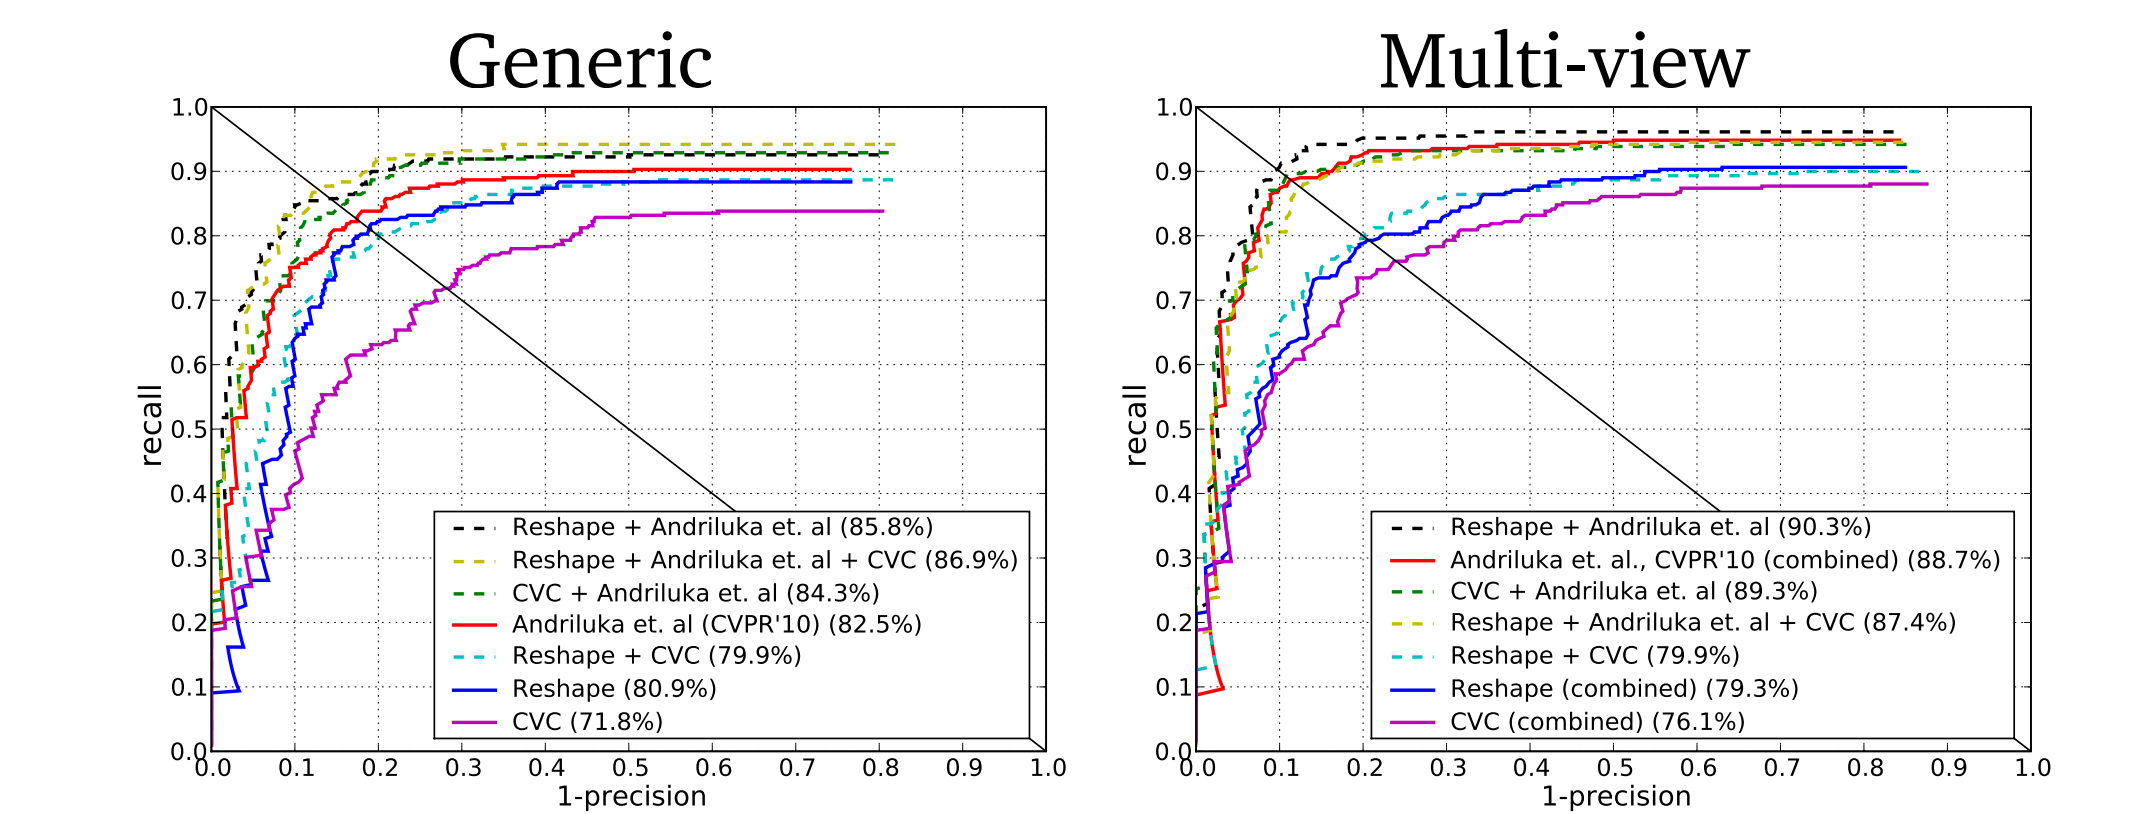 Generic
1.0
0.9
0.8
0.7
0.6
0.5
0.4
0.3
0.2
0.1
0.0
recall
Reshape + Andriluka et. al (85.8%)
Reshape + Andriluka et. al + CVC (86.9%)
CVC + Andriluka et. al (84.3%)
Andriluka et. al (CVPR'10) (82.5%)
Reshape + CVC (79.9%)
Reshape (80.9%)
CVC (71.8%)
0.0 0.1 0.2 0.3 0.4 0.5 0.6 0.7 0.8 0.9 1.0
1-precision
Multi-view
1.0
0.9
0.8
0.7
0.6
0.5
0.4
0.3
0.2
0.1
0.0
recall
Reshape + Andriluka et. al (90.3%)
Andriluka et. al., CVPR'10 (combined) (88.7%)
CVC + Andriluka et. al (89.3%)
Reshape + Andriluka et. al + CVC (87.4%)
Reshape + CVC (79.9%)
Reshape (combined) (79.3%)
CVC (combined) (76.1%)
0.0 0.1 0.2 0.3 0.4 0.5 0.6 0.7 0.8 0.9 1.0
1-precision